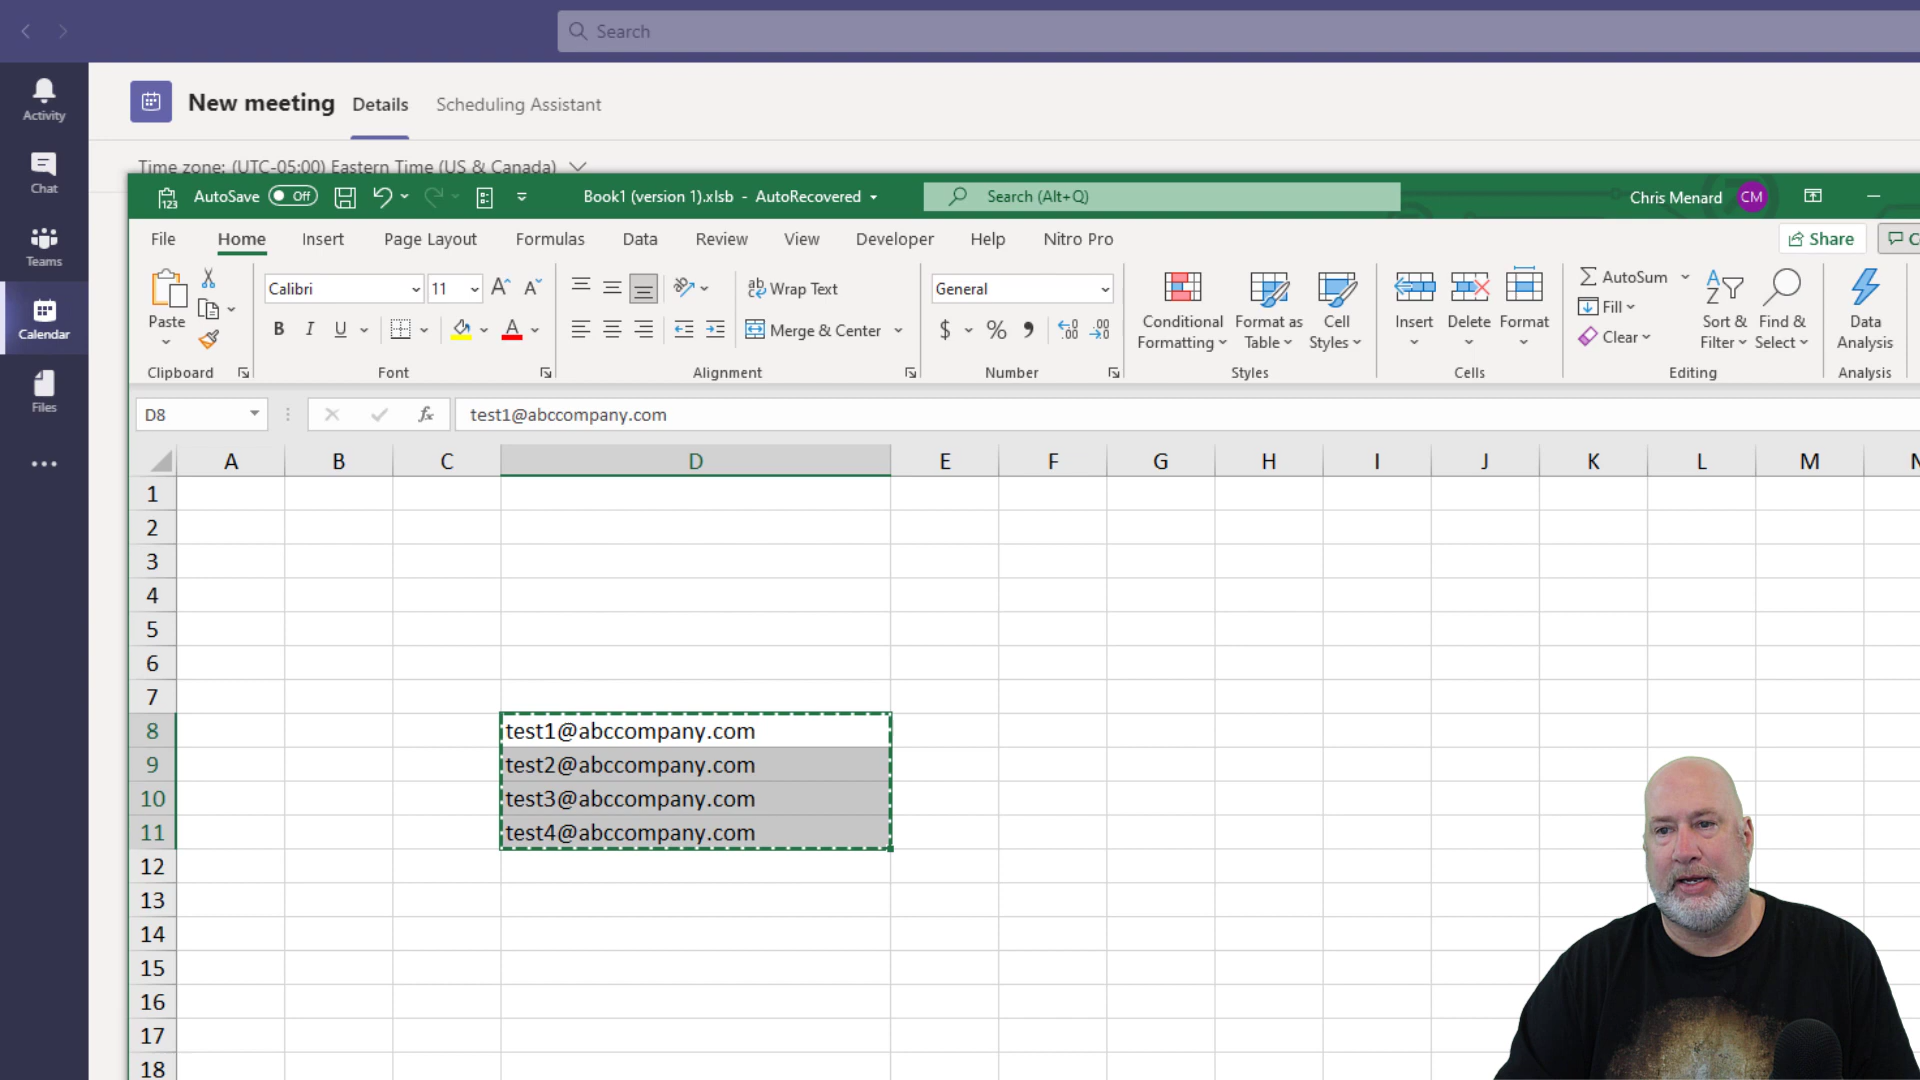 Search
Activity
Chat
Teams
Calendar
Files
New meeting Details Scheduling Assistant
Time zone: (UTC-05:00) Eastern Time (US & Canada)
AutoSave Off Book1 (version 1).xlsb - AutoRecovered Search (Alt+Q) Chris Menard CM
File Home Insert Page Layout Formulas Data Review View Developer Help Nitro Pro Share
Calibri 11 Wrap Text General AutoSum
Fill
Paste B I U Merge & Center $ % Conditional Formatting Format as Table Cell Styles Insert Delete Format Clear Sort & Filter Find & Select Data Analysis
Clipboard Font Alignment Number Styles Cells Editing Analysis
D8 fx test1@abccompany.com
A B C D E F G H I J K L M N
1
2
3
4
5
6
7
8 test1@abccompany.com
9 test2@abccompany.com
10 test3@abccompany.com
11 test4@abccompany.com
12
13
14
15
16
17
18